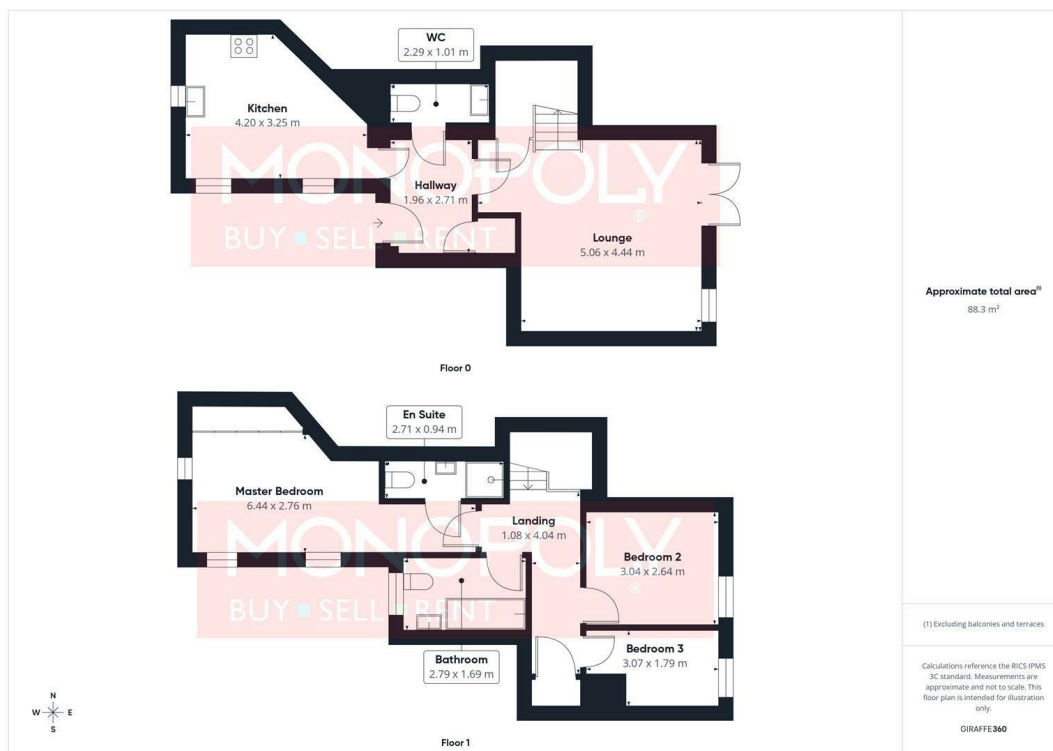 WC
2.29 x 1.01 m
Kitchen
4.20 x 3.25 m
MONOPOLY
®
BUY SELL RENT
Hallway
1.96 x 2.71 m
Lounge
5.06 x 4.44 m
Floor 0
En Suite
2.71 x 0.94 m
Master Bedroom
6.44 x 2.76 m
Landing
1.08 x 4.04 m
Bedroom 2
3.04 x 2.64 m
MONOPOLY
®
BUY SELL RENT
Bedroom 3
3.07 x 1.79 m
Bathroom
2.79 x 1.69 m
N
W E
S
Floor 1
Approximate total area(1)
88.3 m²
(1) Excluding balconies and terraces
Calculations reference the RICS IPMS
3C standard. Measurements are
approximate and not to scale. This
floor plan is intended for illustration
only.
GIRAFFE360